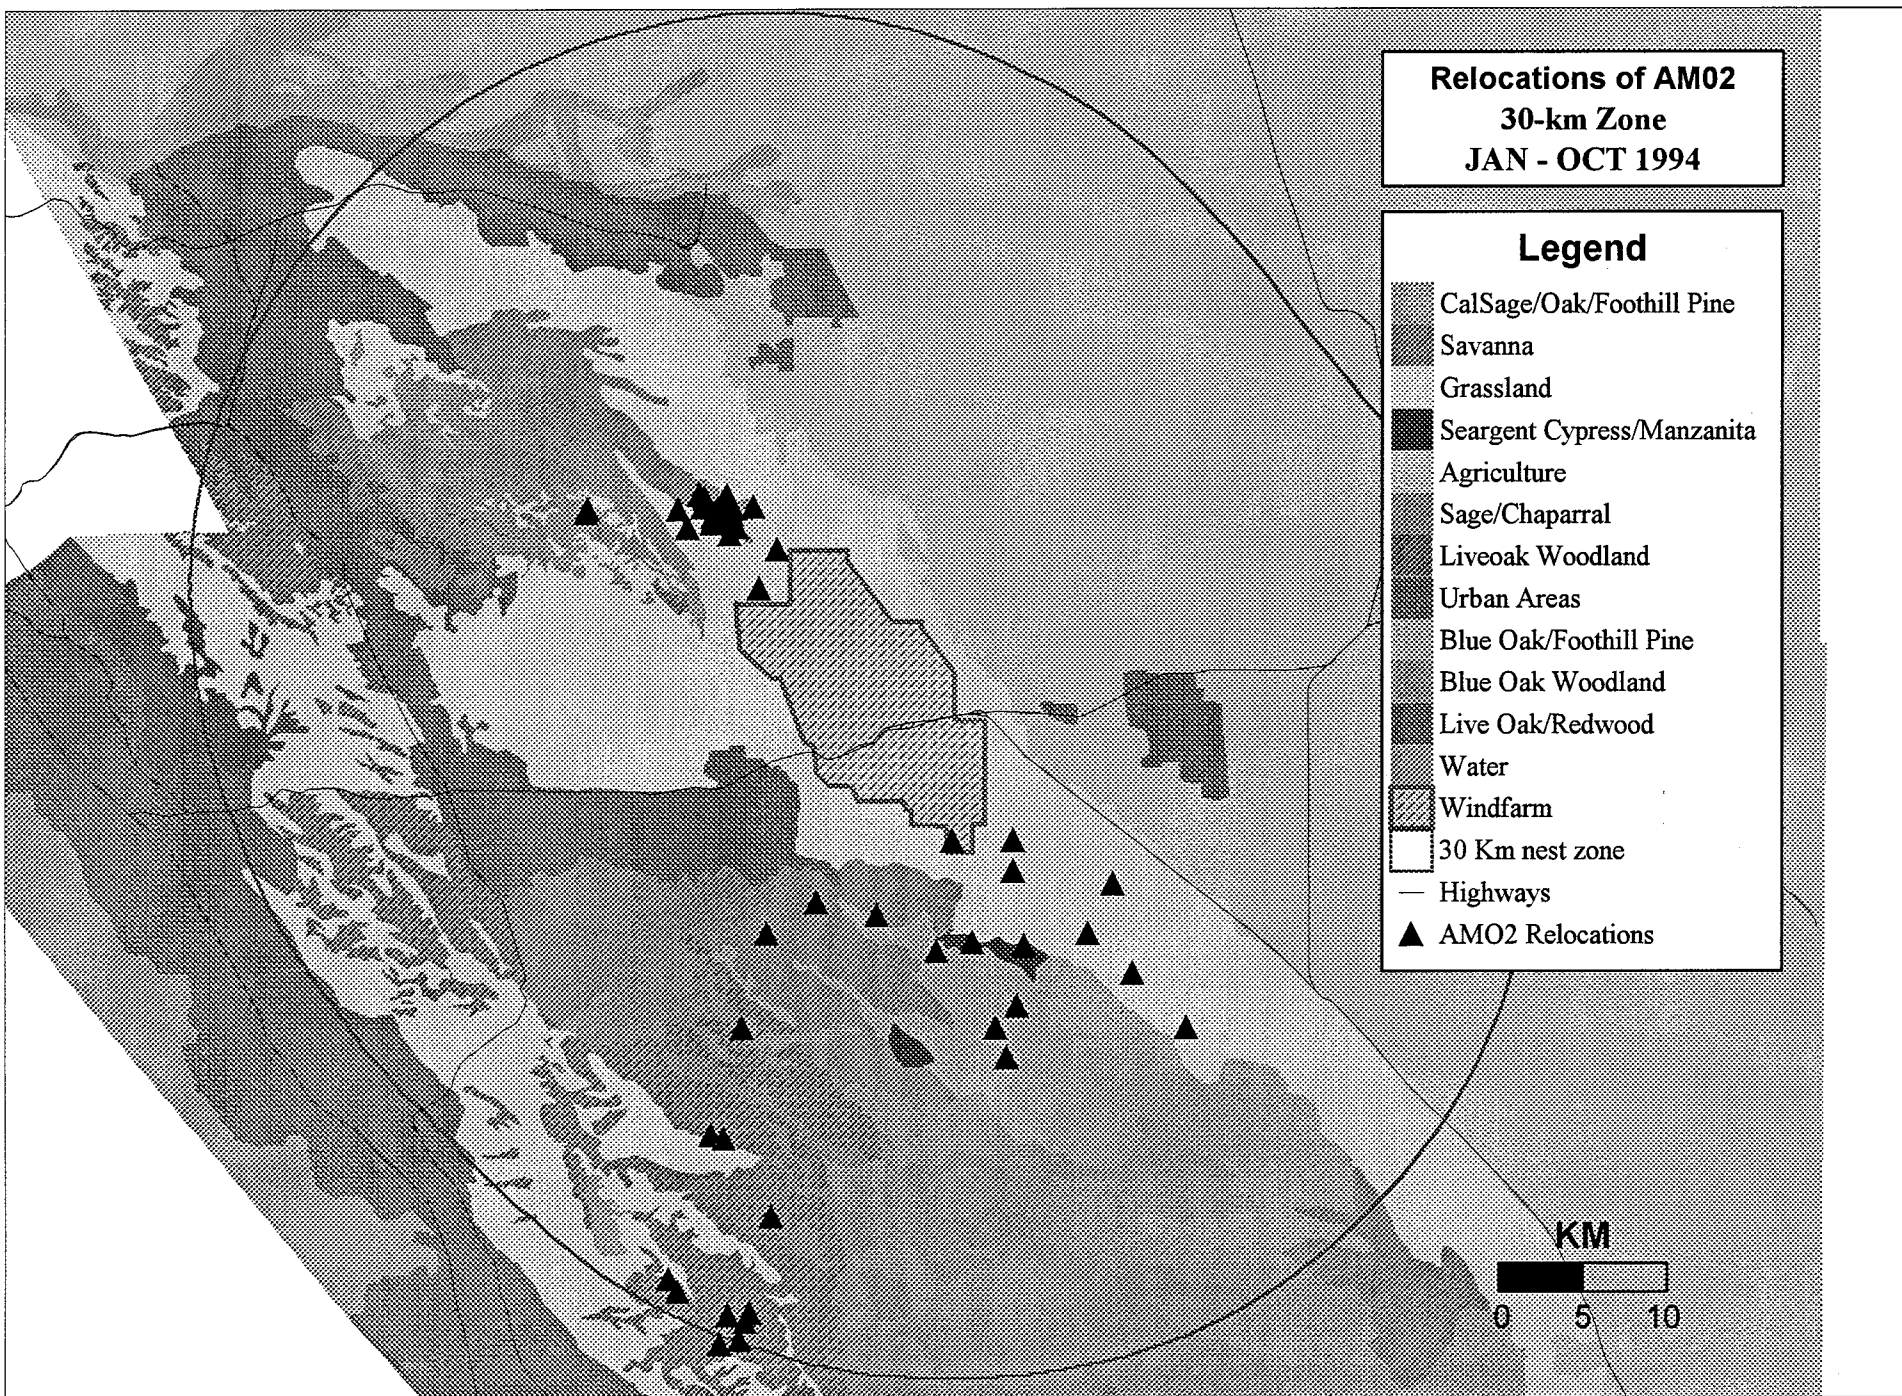 Relocations of AM02
30-km Zone
JAN - OCT 1994
Legend
CalSage/Oak/Foothill Pine
Savanna
Grassland
Seargent Cypress/Manzanita
Agriculture
Sage/Chaparral
Liveoak Woodland
Urban Areas
Blue Oak/Foothill Pine
Blue Oak Woodland
Live Oak/Redwood
Water
Windfarm
30 Km nest zone
Highways
AMO2 Relocations
KM
0 5 10